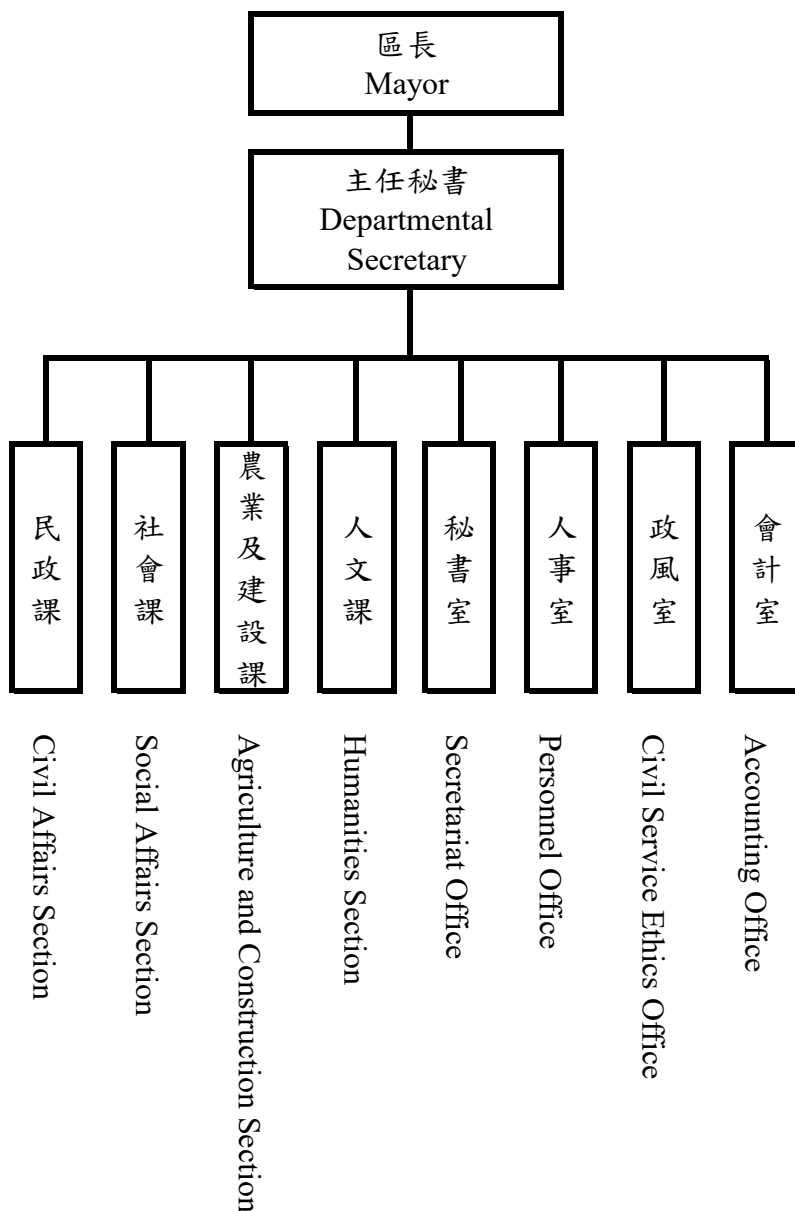 區長
Mayor
主任秘書
Departmental
Secretary
民政課
社會課
農業及建設課
人文課
秘書室
人事室
政風室
會計室
Civil Affairs Section
Social Affairs Section
Agriculture and Construction Section
Humanities Section
Secretariat Office
Personnel Office
Civil Service Ethics Office
Accounting Office